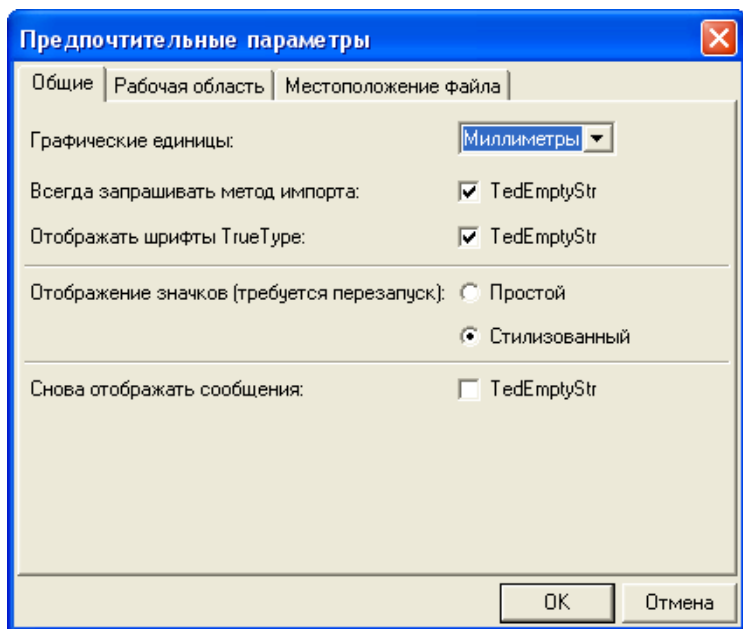 Предпочтительные параметры
Общие Рабочая область Местоположение файла
Графические единицы: Миллиметры
Всегда запрашивать метод импорта: TedEmptyStr
Отображать шрифты TrueType: TedEmptyStr
Отображение значков (требуется перезапуск): Простой
Стилизованный
Снова отображать сообщения: TedEmptyStr
OK Отмена